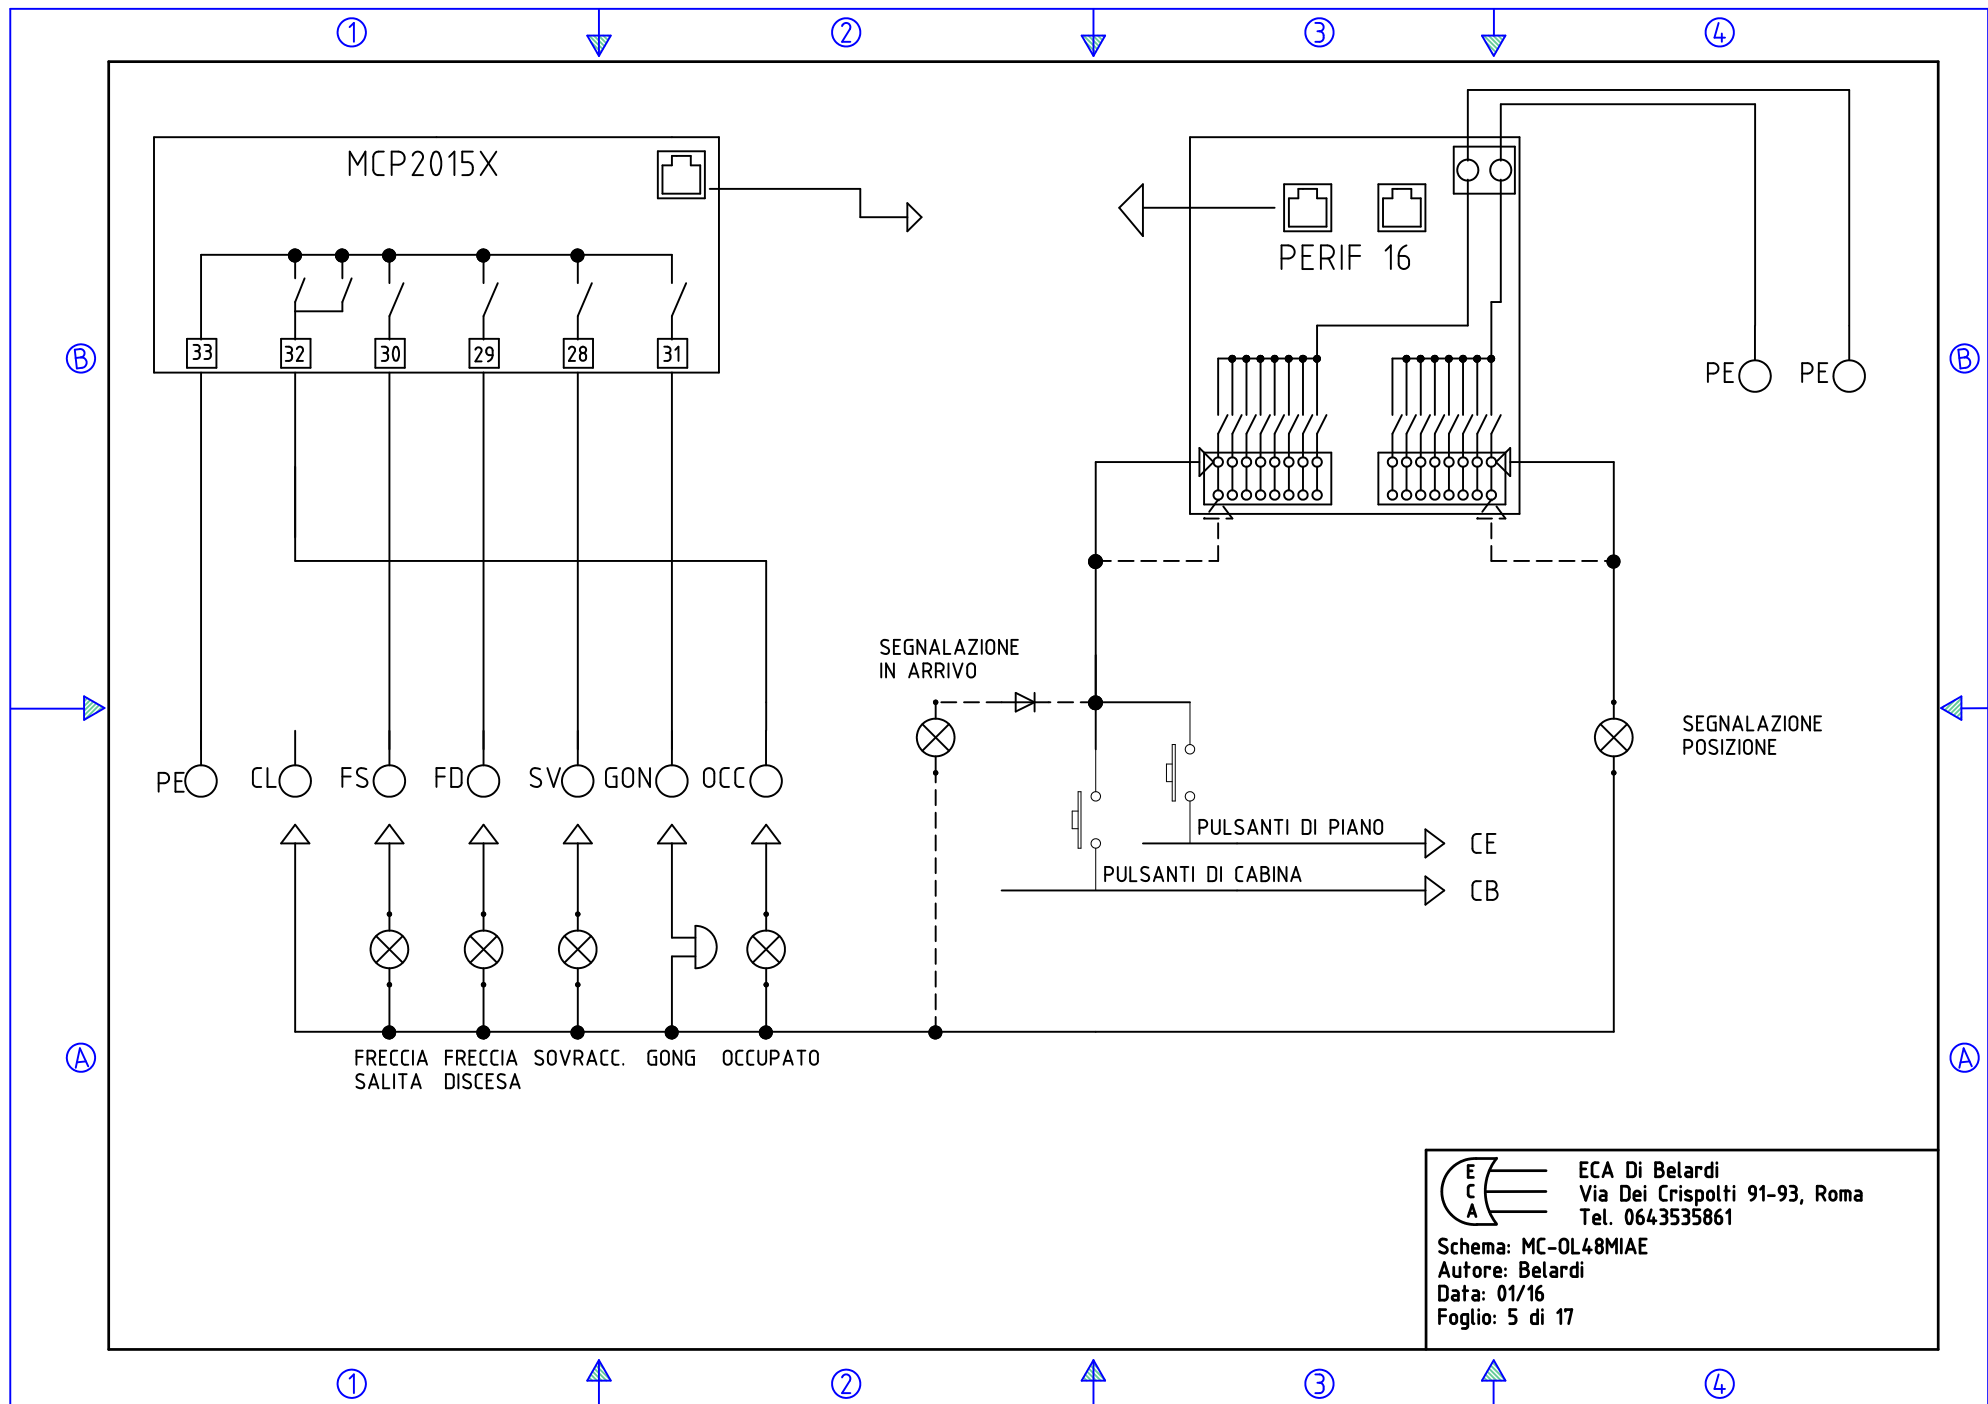 1 2 3 4
MCP2015X
PERIF 16
33 32 30 29 28 31
B B
PE PE
SEGNALAZIONE
IN ARRIVO
SEGNALAZIONE
POSIZIONE
PE CL FS FD SV GON OCC
PULSANTI DI PIANO CE
PULSANTI DI CABINA CB
A A
FRECCIA
SALITA
FRECCIA
DISCESA
SOVRACC.
GONG
OCCUPATO
E
C
A
ECA Di Belardi
Via Dei Crispolti 91-93, Roma
Tel. 0643535861
Schema: MC-OL48MIAE
Autore: Belardi
Data: 01/16
Foglio: 5 di 17
1 2 3 4